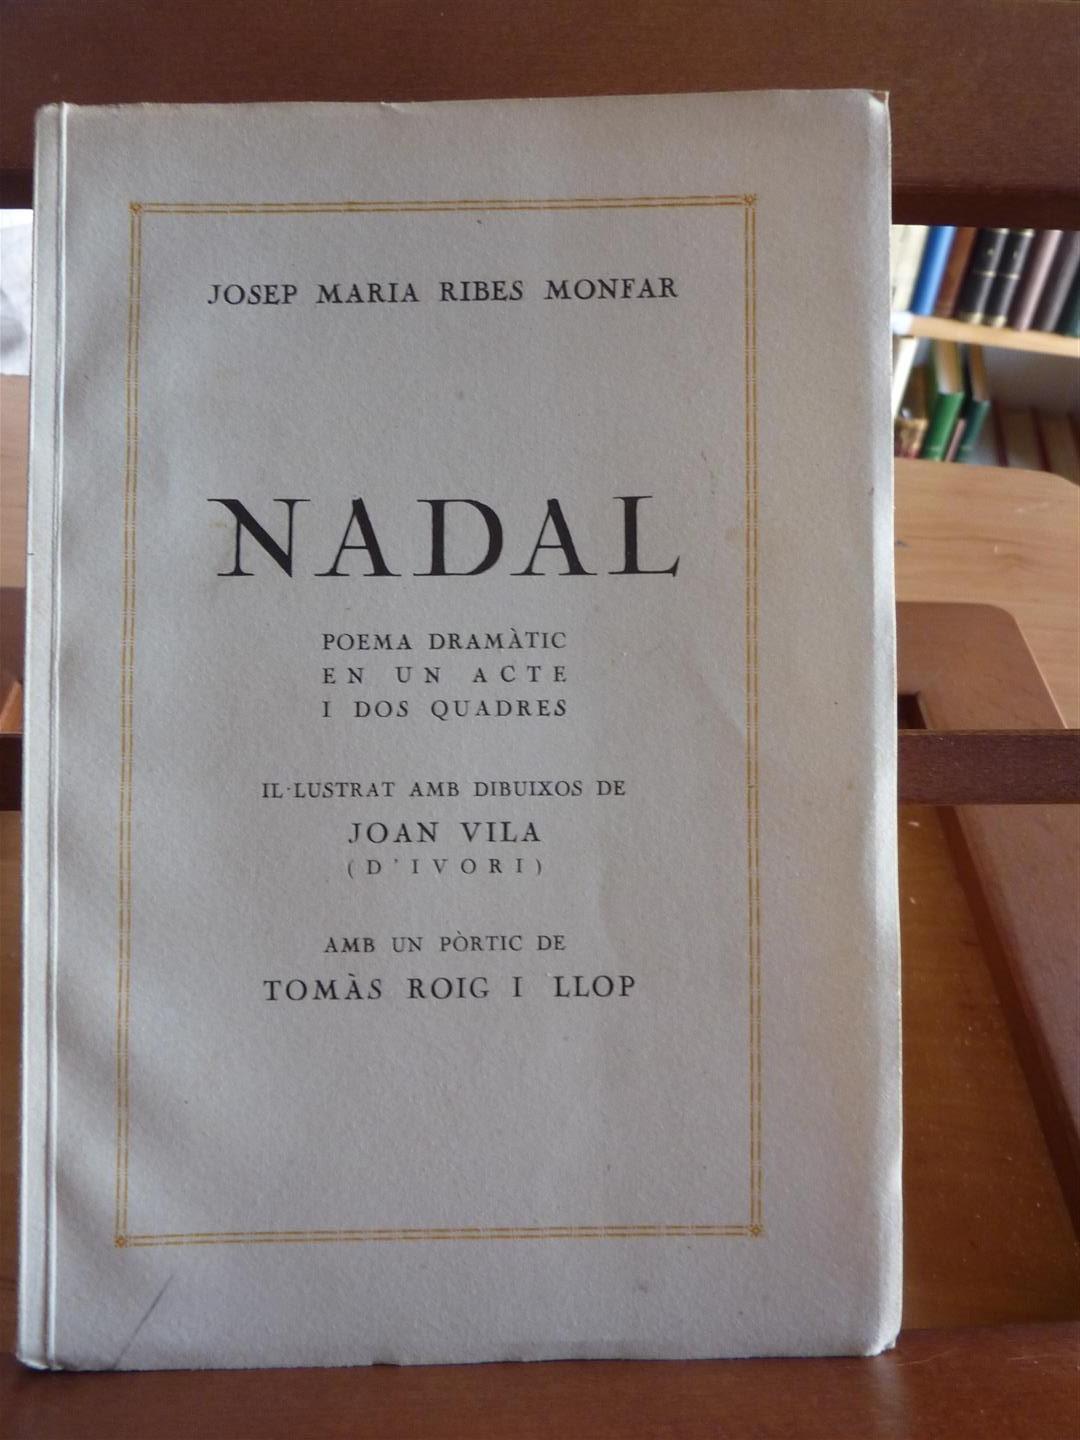 JOSEP MARIA RIBES MONFAR
NADAL
POEMA DRAMÀTIC
EN UN ACTE
I DOS QUADRES
IL·LUSTRAT AMB DIBUIXOS DE
JOAN VILA
(D'IVORI)
AMB UN PÒRTIC DE
TOMÀS ROIG I LLOP